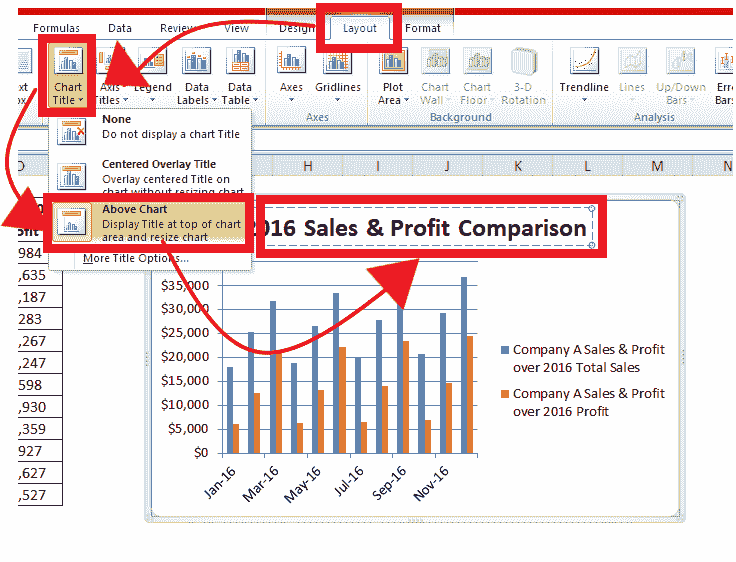 Formulas Data Review View Design Layout Format
Chart Axis Legend Data Data Axes Gridlines Plot Chart Chart 3-D Trendline Lines Up/Down
Title Titles Labels Table Area Wall Floor Rotation Bars Bars
Axes Background Analysis
None
Do not display a chart Title
Centered Overlay Title
Overlay centered Title on
chart without resizing chart
Above Chart
Display Title at top of chart
area and resize chart
More Title Options...
H I J K L M N
2016 Sales & Profit Comparison
984
,635
,187
283
,267
,247
598
,930
,359
927
,627
,527
$35,000
$30,000
$25,000
$20,000
$15,000
$10,000
$5,000
$0
Jan-16 Mar-16 May-16 Jul-16 Sep-16 Nov-16
Company A Sales & Profit
over 2016 Total Sales
Company A Sales & Profit
over 2016 Profit